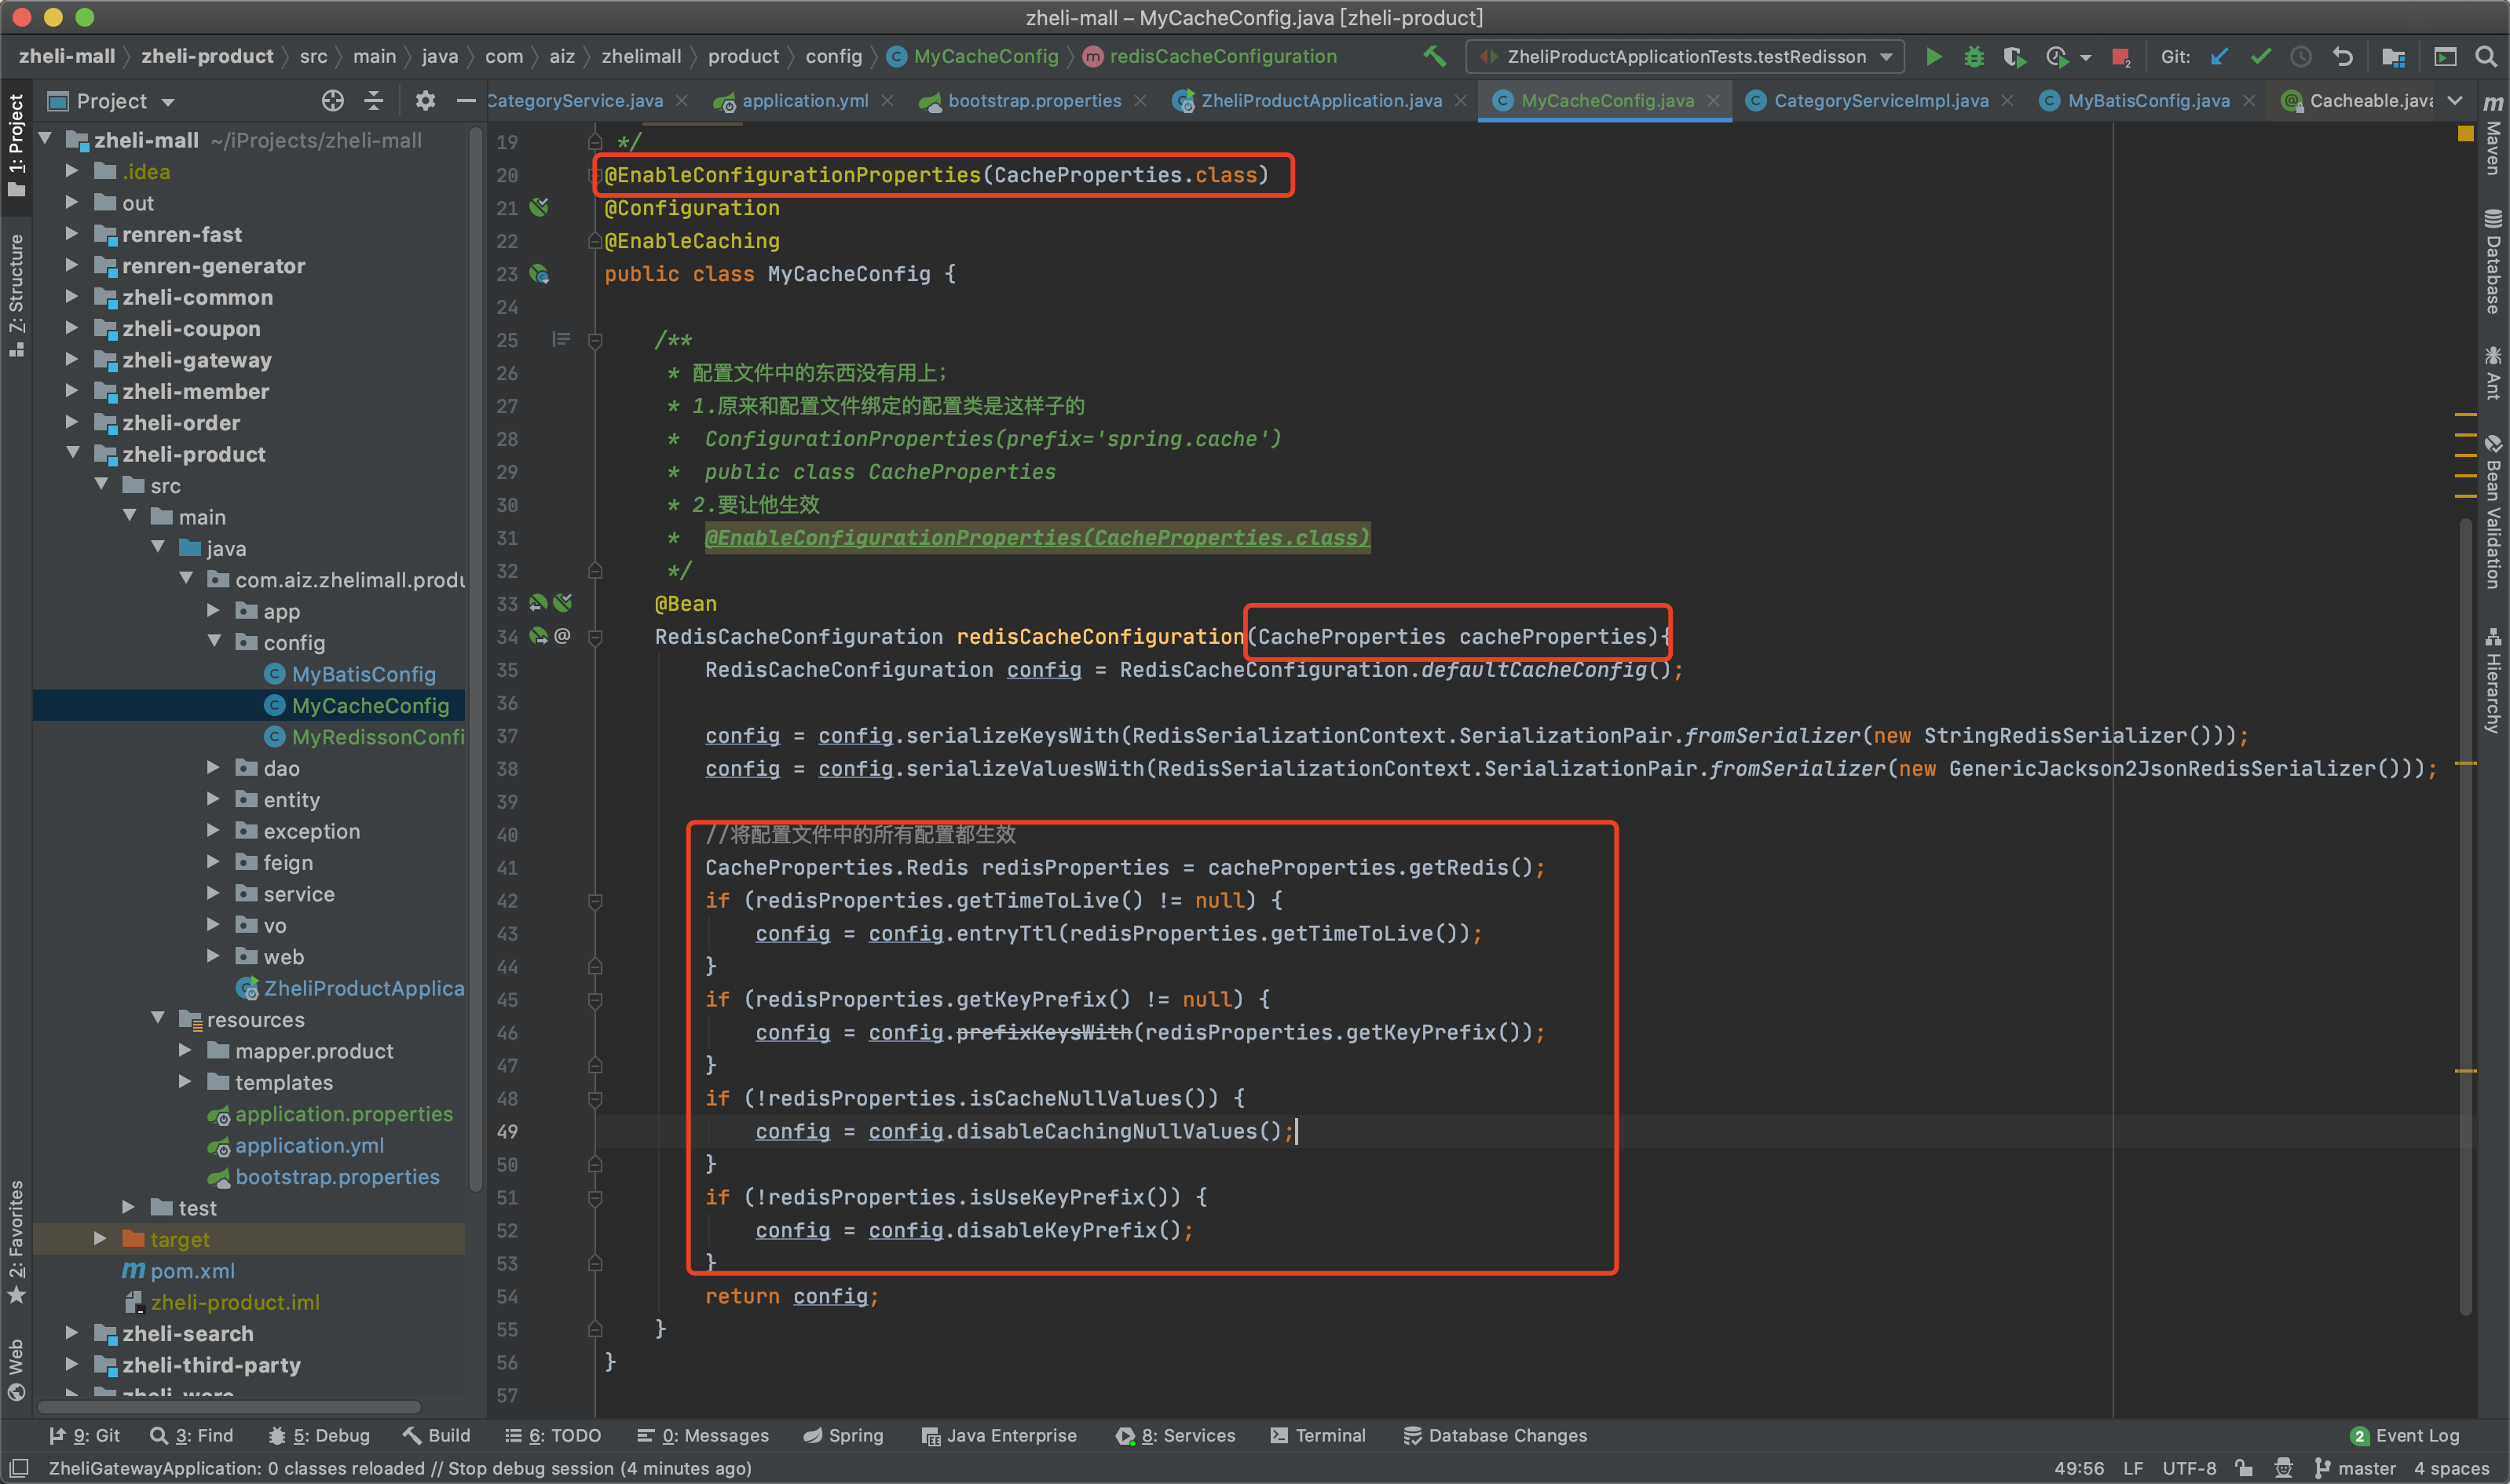 zheli-mall – MyCacheConfig.java [zheli-product]
zheli-mall zheli-product src main java com aiz zhelimall product config MyCacheConfig redisCacheConfiguration ZheliProductApplicationTests.testRedisson Git:
Project CategoryService.java application.yml bootstrap.properties ZheliProductApplication.java MyCacheConfig.java CategoryServiceImpl.java MyBatisConfig.java Cacheable.java
1: Project
Z: Structure
2: Favorites
Web
zheli-mall ~/iProjects/zheli-mall
.idea
out
renren-fast
renren-generator
zheli-common
zheli-coupon
zheli-gateway
zheli-member
zheli-order
zheli-product
src
main
java
com.aiz.zhelimall.produ
app
config
MyBatisConfig
MyCacheConfig
MyRedissonConfi
dao
entity
exception
feign
service
vo
web
ZheliProductApplica
resources
mapper.product
templates
application.properties
application.yml
bootstrap.properties
test
target
pom.xml
zheli-product.iml
zheli-search
zheli-third-party
zheli-ware
19 */
20 @EnableConfigurationProperties(CacheProperties.class)
21 @Configuration
22 @EnableCaching
23 public class MyCacheConfig {
24
25 /**
26 * 配置文件中的东西没有用上；
27 * 1.原来和配置文件绑定的配置类是这样子的
28 * ConfigurationProperties(prefix='spring.cache')
29 * public class CacheProperties
30 * 2.要让他生效
31 * @EnableConfigurationProperties(CacheProperties.class)
32 */
33 @Bean
34 @ RedisCacheConfiguration redisCacheConfiguration(CacheProperties cacheProperties){
35 RedisCacheConfiguration config = RedisCacheConfiguration.defaultCacheConfig();
36
37 config = config.serializeKeysWith(RedisSerializationContext.SerializationPair.fromSerializer(new StringRedisSerializer()));
38 config = config.serializeValuesWith(RedisSerializationContext.SerializationPair.fromSerializer(new GenericJackson2JsonRedisSerializer()));
39
40 //将配置文件中的所有配置都生效
41 CacheProperties.Redis redisProperties = cacheProperties.getRedis();
42 if (redisProperties.getTimeToLive() != null) {
43 config = config.entryTtl(redisProperties.getTimeToLive());
44 }
45 if (redisProperties.getKeyPrefix() != null) {
46 config = config.prefixKeysWith(redisProperties.getKeyPrefix());
47 }
48 if (!redisProperties.isCacheNullValues()) {
49 config = config.disableCachingNullValues();
50 }
51 if (!redisProperties.isUseKeyPrefix()) {
52 config = config.disableKeyPrefix();
53 }
54 return config;
55 }
56 }
57
Maven
Database
Ant
Bean Validation
Hierarchy
9: Git 3: Find 5: Debug Build 6: TODO 0: Messages Spring Java Enterprise 8: Services Terminal Database Changes 2 Event Log
ZheliGatewayApplication: 0 classes reloaded // Stop debug session (4 minutes ago) 49:56 LF UTF-8 master 4 spaces